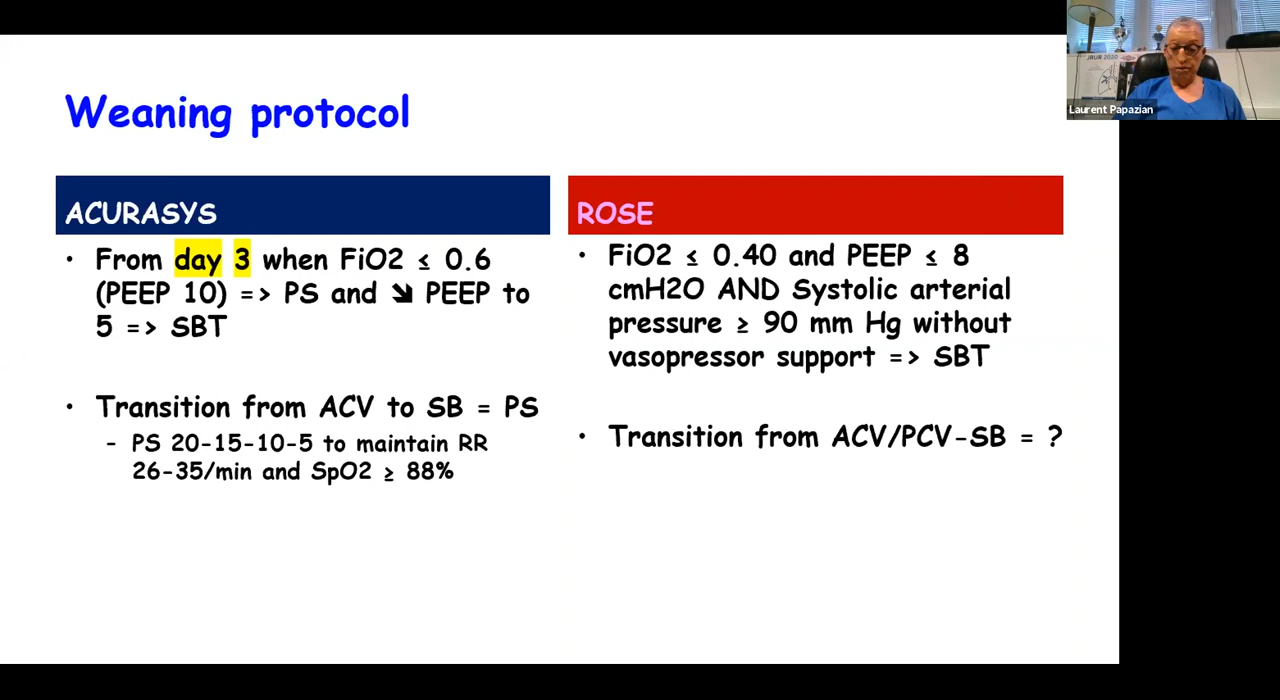 Weaning protocol
ACURASYS
• From day 3 when FiO2 ≤ 0.6
(PEEP 10) => PS and ➘ PEEP to
5 => SBT
• Transition from ACV to SB = PS
– PS 20-15-10-5 to maintain RR
26-35/min and SpO2 ≥ 88%
ROSE
• FiO2 ≤ 0.40 and PEEP ≤ 8
cmH2O AND Systolic arterial
pressure ≥ 90 mm Hg without
vasopressor support => SBT
• Transition from ACV/PCV-SB = ?
JRUR 2020
Laurent Papazian